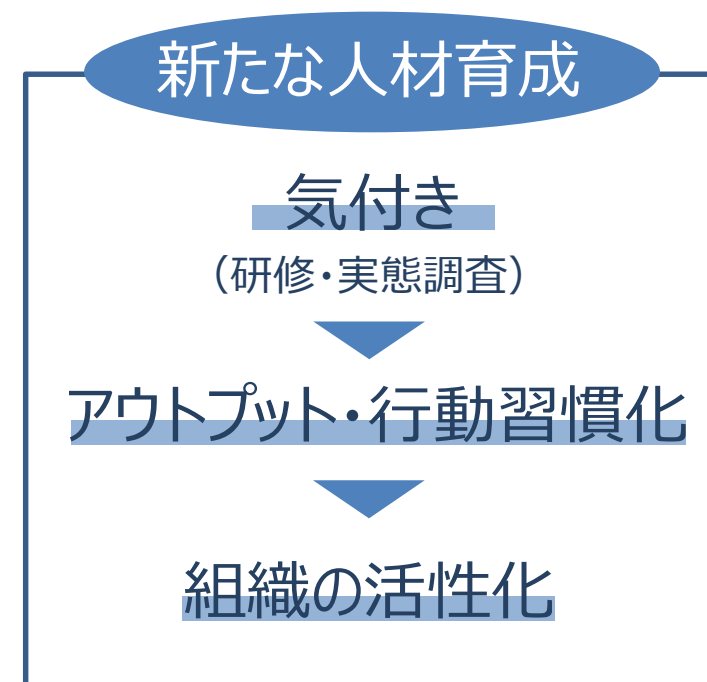 新たな人材育成
気付き
（研修・実態調査）
アウトプット・行動習慣化
組織の活性化